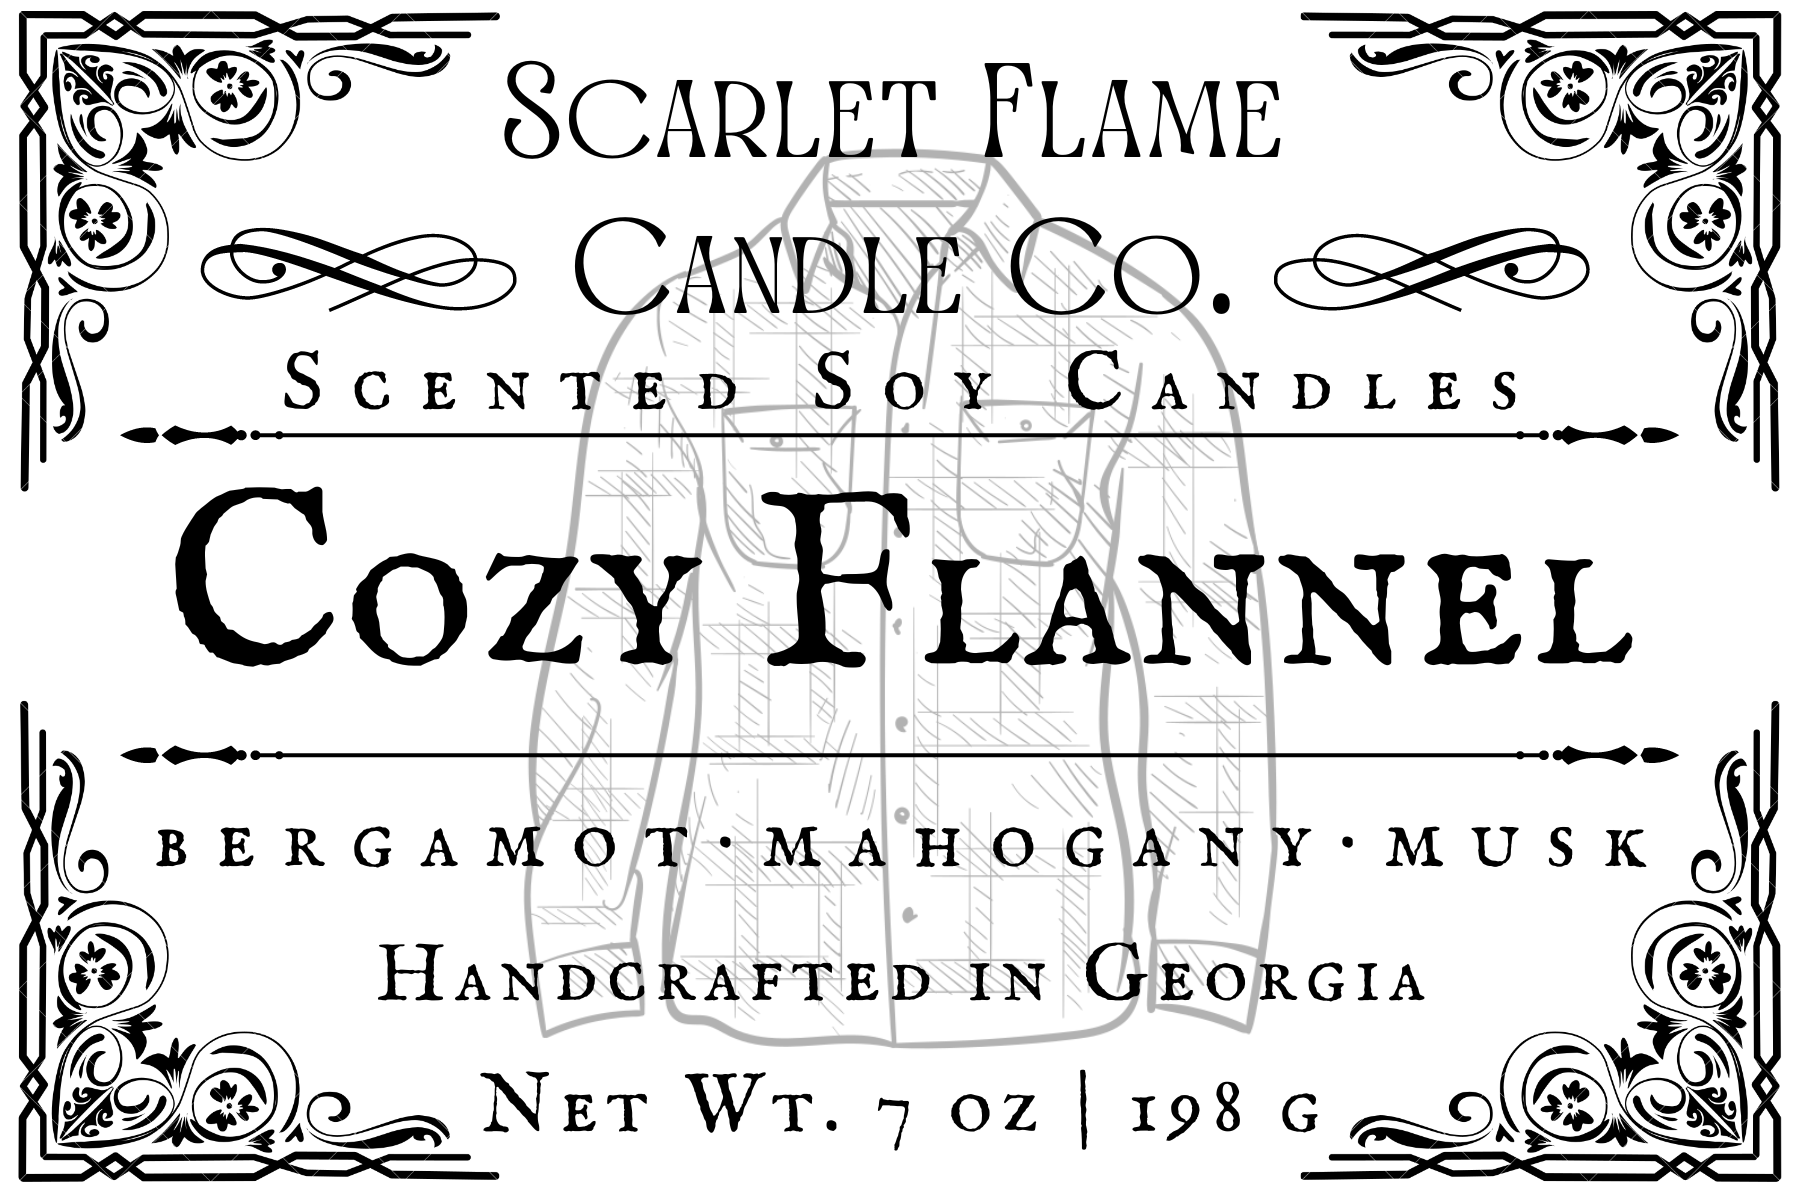 Scarlet Flame
Candle Co.
Scented Soy Candles
Cozy Flannel
BERGAMOT·MAHOGANY·MUSK
Handcrafted in Georgia
Net Wt. 7 oz | 198 g